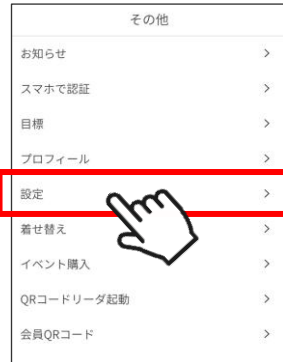 その他
お知らせ
スマホで認証
目標
プロフィール
設定
着せ替え
イベント購入
QRコードリーダ起動
会員QRコード